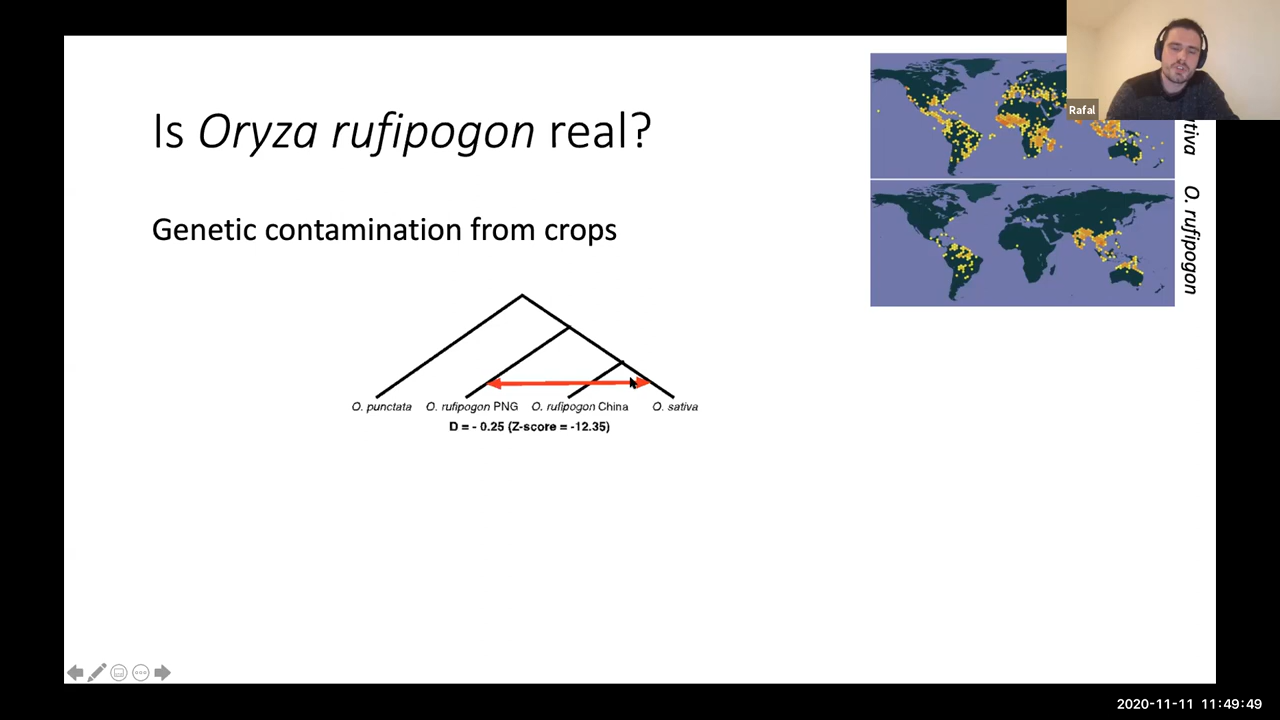 Rafal
Is Oryza rufipogon real?
tiva
O. rufipogon
Genetic contamination from crops
O. punctata
O. rufipogon PNG
O. rufipogon China
O. sativa
D = - 0.25 (Z-score = -12.35)
2020-11-11 11:49:49